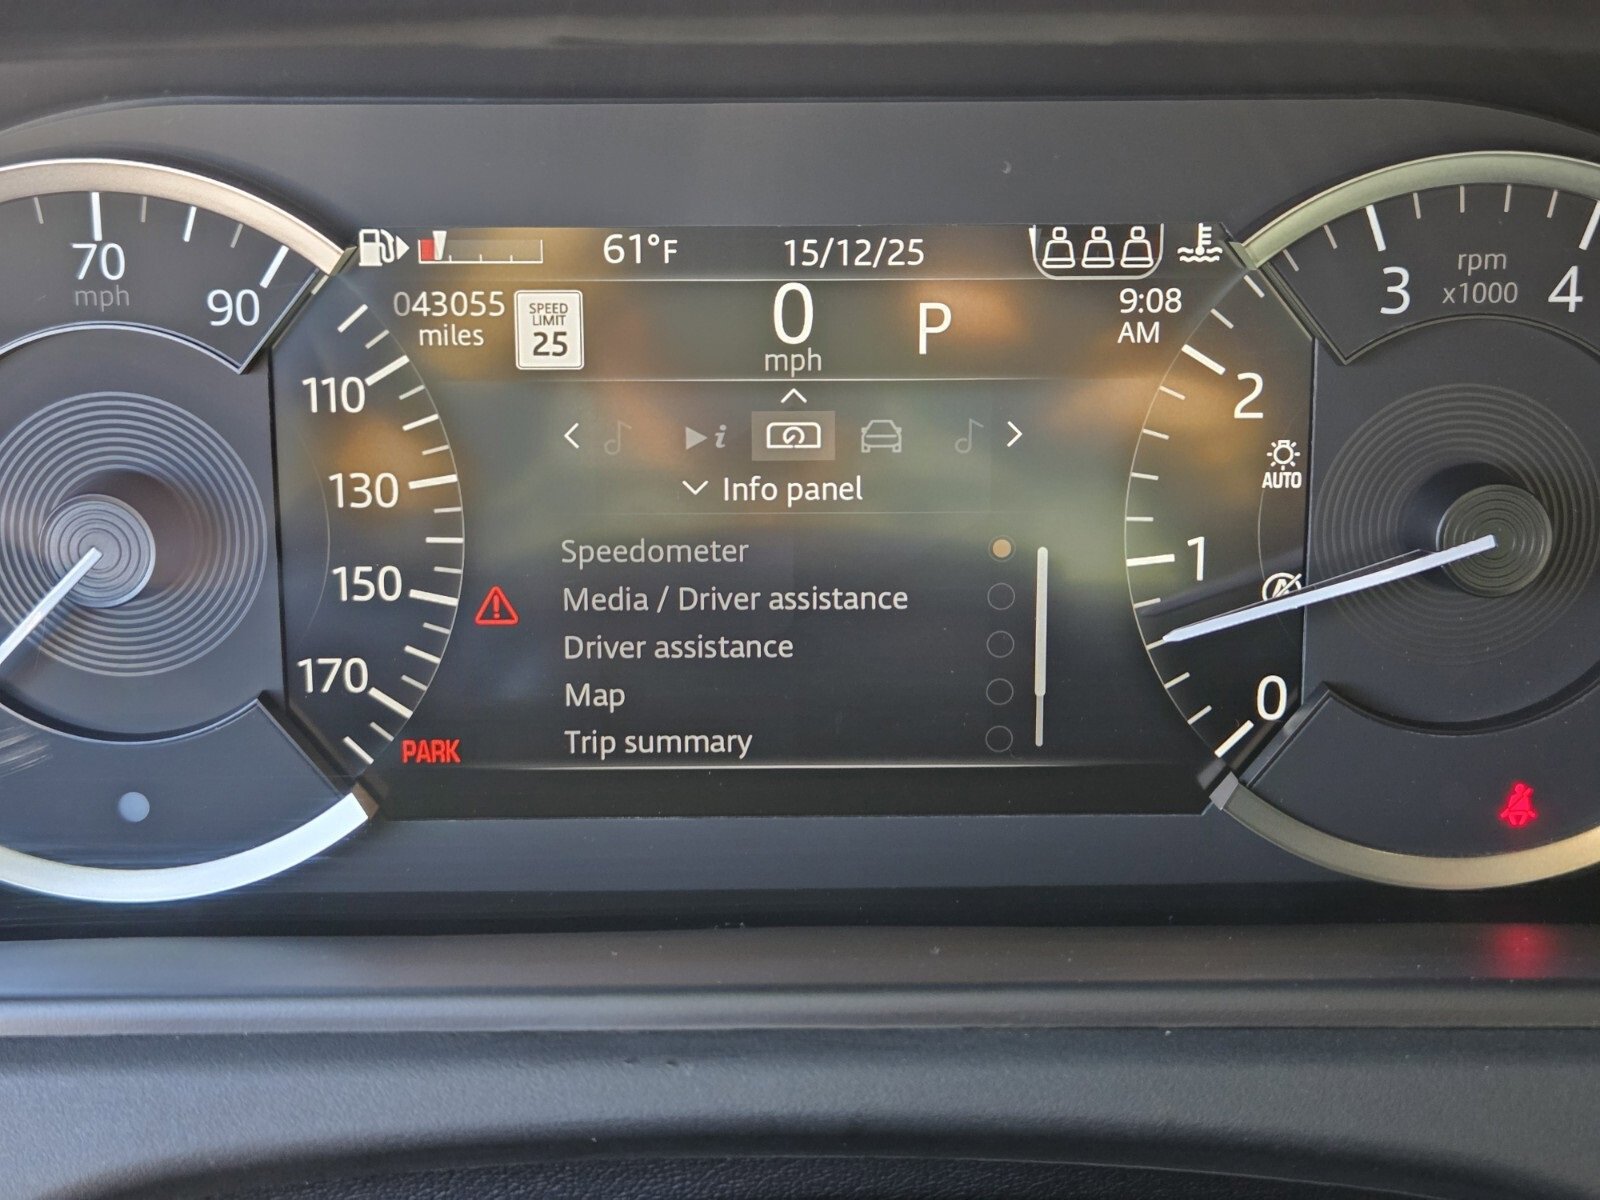 70
mph
90
110
130
150
170
61°F
15/12/25
043055
miles
SPEED
LIMIT
25
0
mph
P
9:08
AM
i
Info panel
Speedometer
Media / Driver assistance
Driver assistance
Map
Trip summary
PARK
rpm
x1000
3
4
2
1
0
AUTO
A